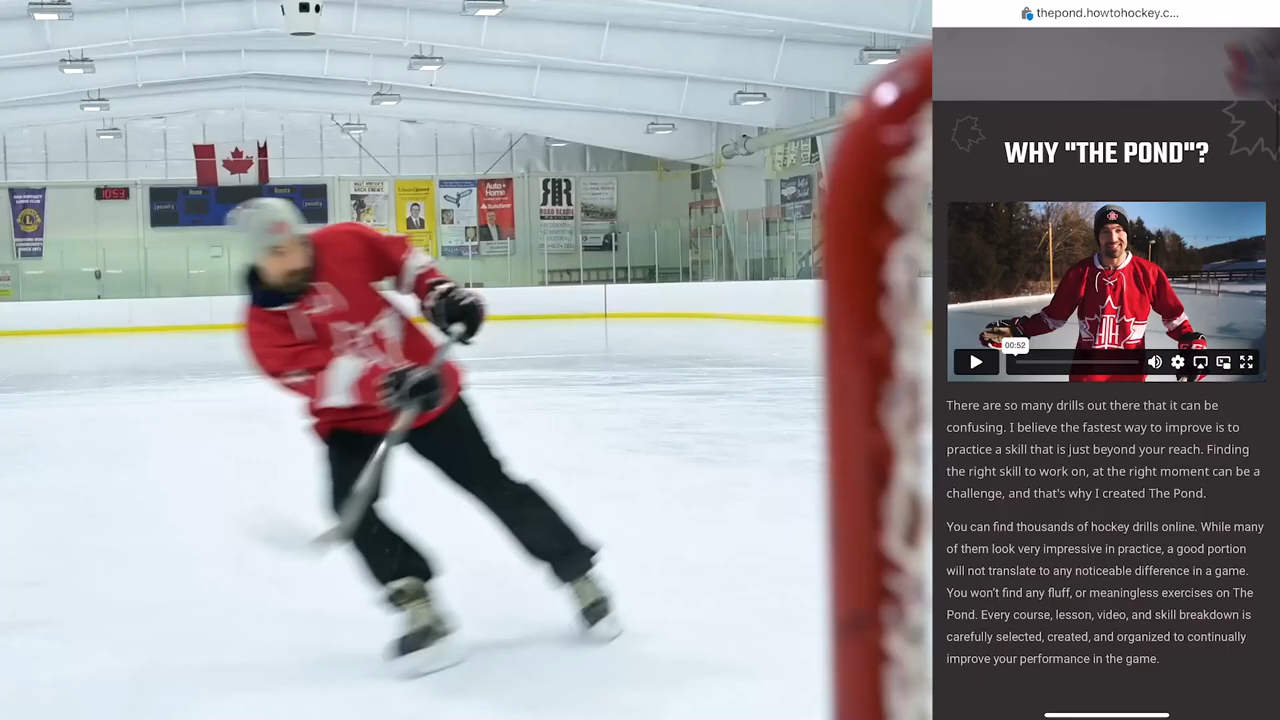 thepond.howtohockey.c...
WHY "THE POND"?
00:52
There are so many drills out there that it can be
confusing. I believe the fastest way to improve is to
practice a skill that is just beyond your reach. Finding
the right skill to work on, at the right moment can be a
challenge, and that's why I created The Pond.
You can find thousands of hockey drills online. While many
of them look very impressive in practice, a good portion
will not translate to any noticeable difference in a game.
You won't find any fluff, or meaningless exercises on The
Pond. Every course, lesson, video, and skill breakdown is
carefully selected, created, and organized to continually
improve your performance in the game.
10:53
Auto
Home
ROAD READY